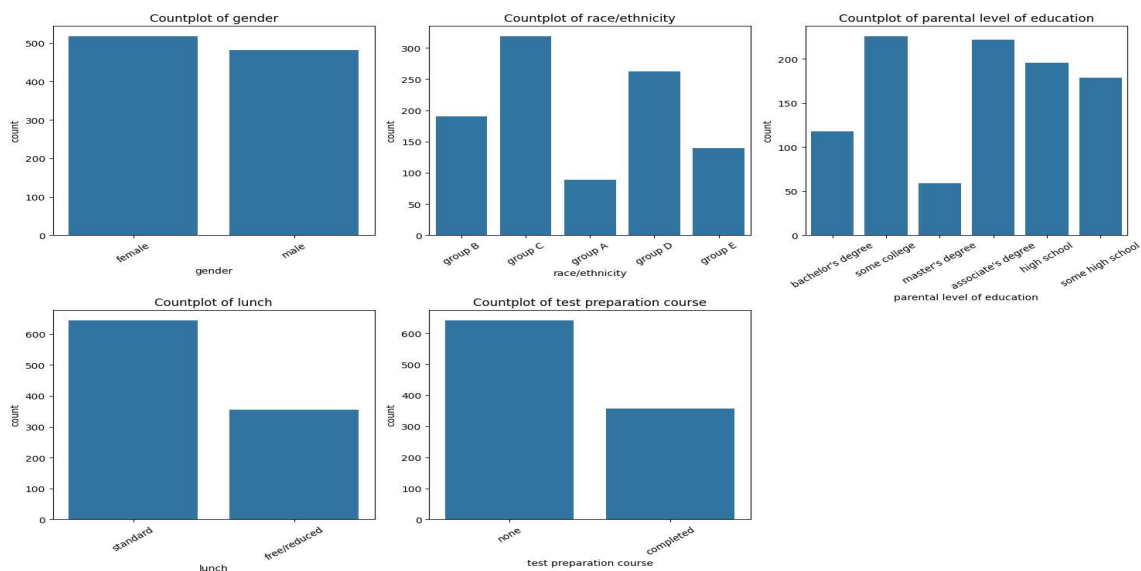 Countplot of gender
500
400
300
200
100
0
count
female
male
gender
Countplot of race/ethnicity
300
250
200
150
100
50
0
count
group B
group C
group A
group D
group E
race/ethnicity
Countplot of parental level of education
200
150
100
50
0
count
bachelor's degree
some college
master's degree
associate's degree
high school
some high school
parental level of education
Countplot of lunch
600
500
400
300
200
100
0
count
standard
free/reduced
lunch
Countplot of test preparation course
600
500
400
300
200
100
0
count
none
completed
test preparation course